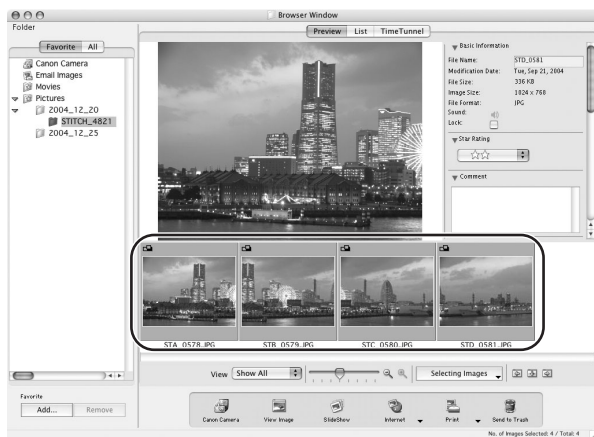 Browser Window
Folder
Favorite All
Canon Camera
Email Images
Movies
Pictures
2004_12_20
STITCH_4821
2004_12_25
Favorite
Add... Remove
Preview List TimeTunnel
STA_0578.JPG STB_0579.JPG STC_0580.JPG STD_0581.JPG
Basic Information
File Name: STD_0581
Modification Date: Tue, Sep 21, 2004
File Size: 336 KB
Image Size: 1024 x 768
File Format: JPG
Sound:
Lock:
Star Rating
Comment
View Show All Selecting Images
Canon Camera View Image SlideShow Internet Print Send to Trash
No. of Images Selected: 4 / Total: 4